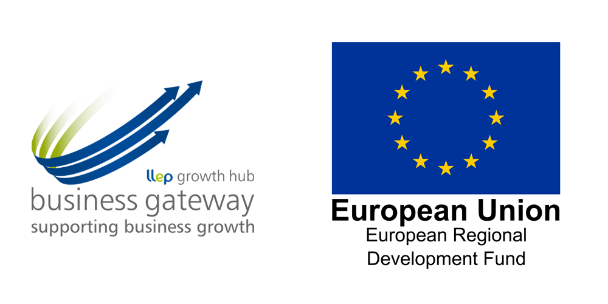 llep growth hub
business gateway
supporting business growth
European Union
European Regional
Development Fund